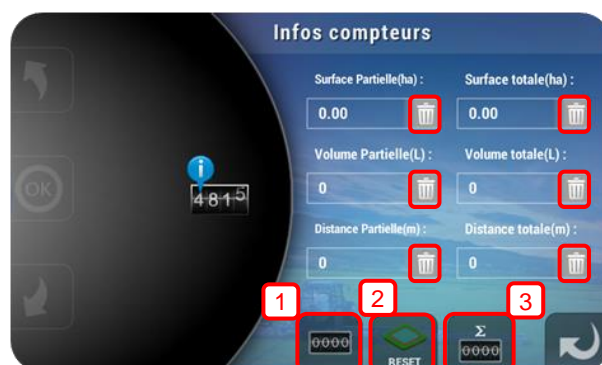 Infos compteurs
Surface Partielle(ha) : Surface totale(ha) :
0.00 0.00
Volume Partielle(L) : Volume totale(L) :
0 0
i
OK
4815
Distance Partielle(m) : Distance totale(m) :
0 0
1 2 3
0000 RESET Σ 0000